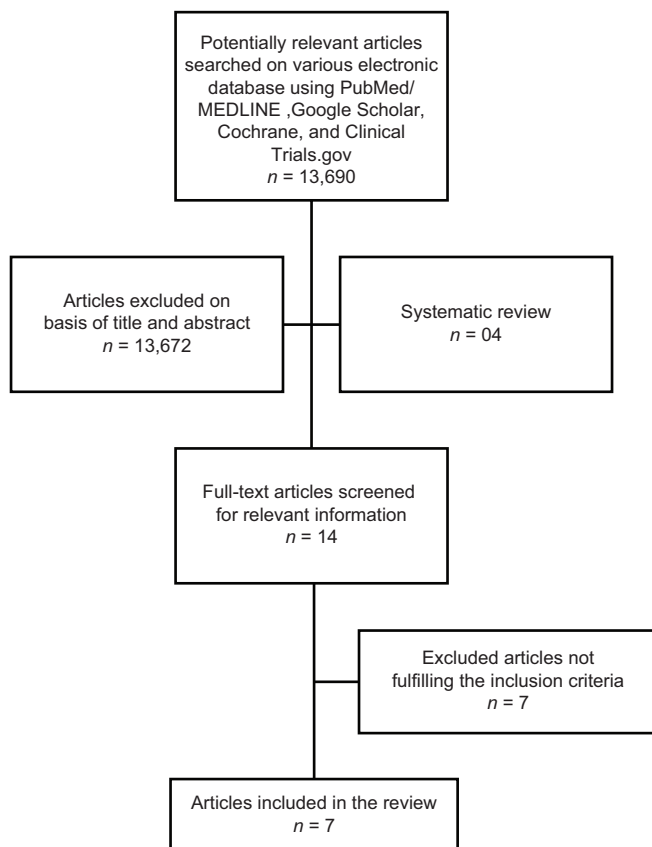 Potentially relevant articles
searched on various electronic
database using PubMed/
MEDLINE ,Google Scholar,
Cochrane, and Clinical
Trials.gov
n = 13,690
Articles excluded on
basis of title and abstract
n = 13,672
Systematic review
n = 04
Full-text articles screened
for relevant information
n = 14
Excluded articles not
fulfilling the inclusion criteria
n = 7
Articles included in the review
n = 7